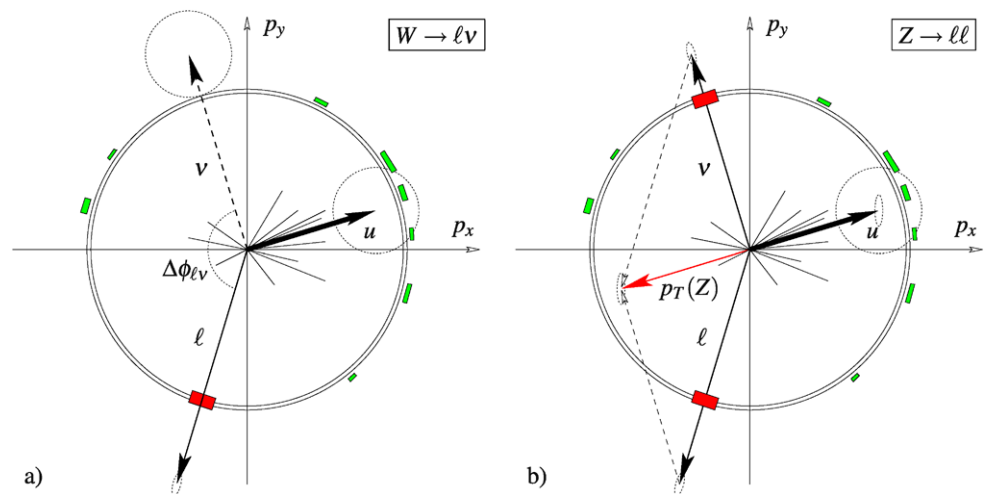 p_y
W → ℓν
ν
u
p_x
Δϕ_ℓν
ℓ
a)
p_y
Z → ℓℓ
ν
u
p_x
p_T(Z)
ℓ
b)